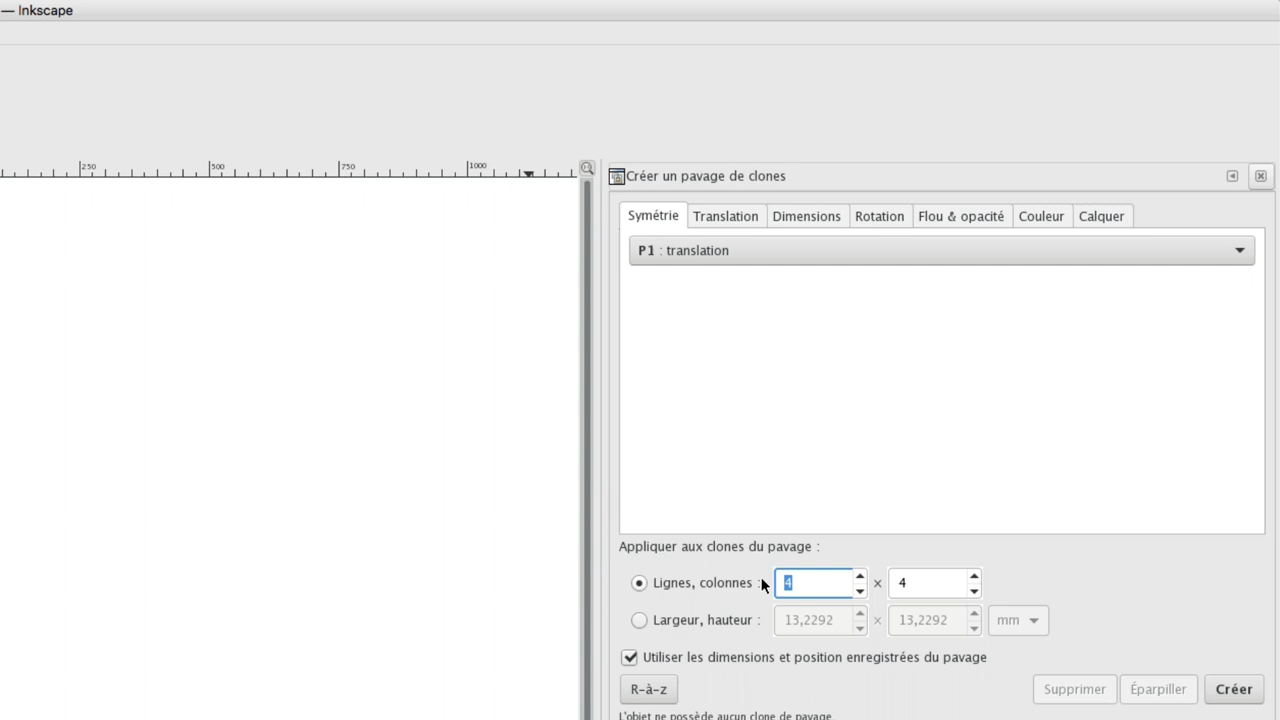 — Inkscape
250 500 750 1000
Créer un pavage de clones
Symétrie Translation Dimensions Rotation Flou & opacité Couleur Calquer
P1 : translation
Appliquer aux clones du pavage :
Lignes, colonnes : 4 × 4
Largeur, hauteur : 13,2292 × 13,2292 mm
Utiliser les dimensions et position enregistrées du pavage
R-à-z Supprimer Éparpiller Créer
L'objet ne possède aucun clone de pavage.